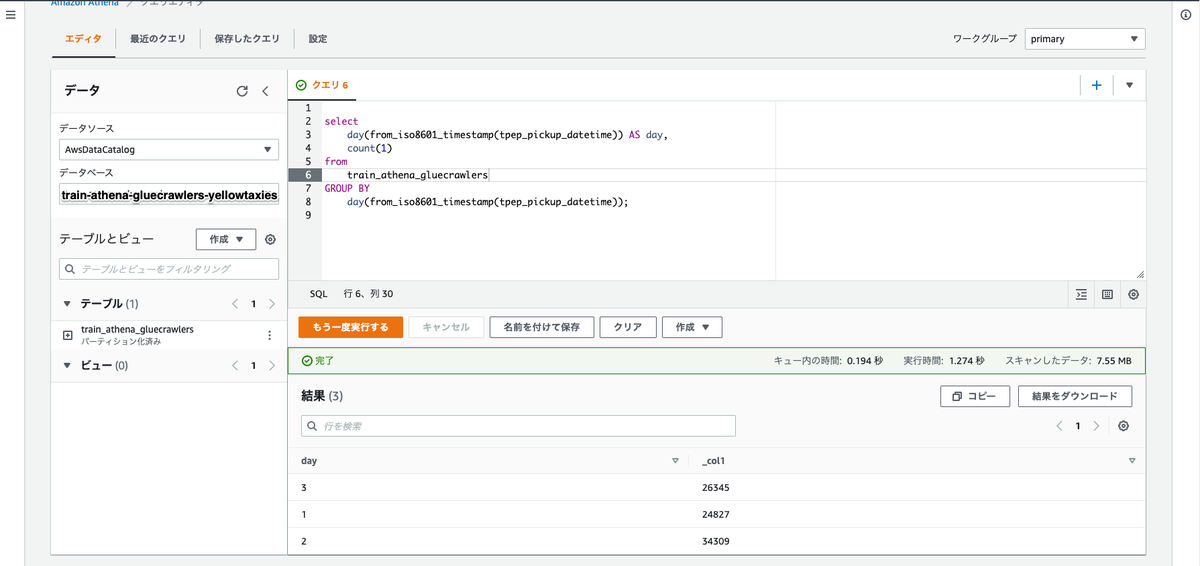 Amazon Athena / クエリエディタ
エディタ
最近のクエリ
保存したクエリ
設定
ワークグループ
primary
データ
データソース
AwsDataCatalog
データベース
train-athena-gluecrawlers-yellowtaxies
テーブルとビュー
作成
テーブルとビューをフィルタリング
テーブル (1)
1
train_athena_gluecrawlers
パーティション化済み
ビュー (0)
1
クエリ 6
1
2 select
3 day(from_iso8601_timestamp(tpep_pickup_datetime)) AS day,
4 count(1)
5 from
6 train_athena_gluecrawlers
7 GROUP BY
8 day(from_iso8601_timestamp(tpep_pickup_datetime));
9
SQL 行 6、列 30
もう一度実行する
キャンセル
名前を付けて保存
クリア
作成
完了
キュー内の時間: 0.194 秒
実行時間: 1.274 秒
スキャンしたデータ: 7.55 MB
結果 (3)
コピー
結果をダウンロード
行を検索
1
day _col1
3 26345
1 24827
2 34309